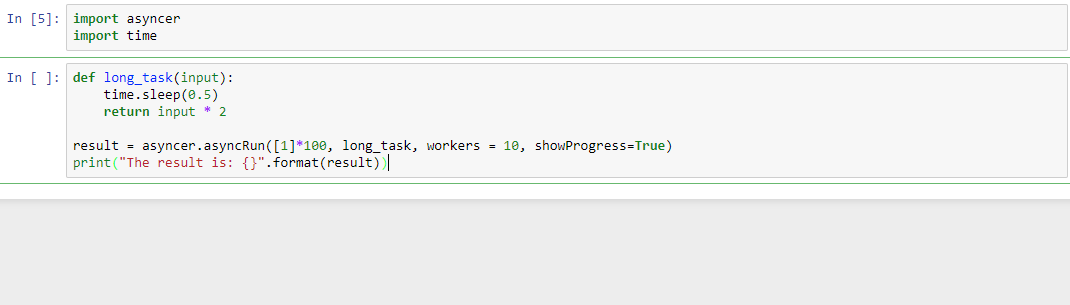 In [5]: import asyncer
import time
In [ ]: def long_task(input):
    time.sleep(0.5)
    return input * 2

result = asyncer.asyncRun([1]*100, long_task, workers = 10, showProgress=True)
print("The result is: {}".format(result))